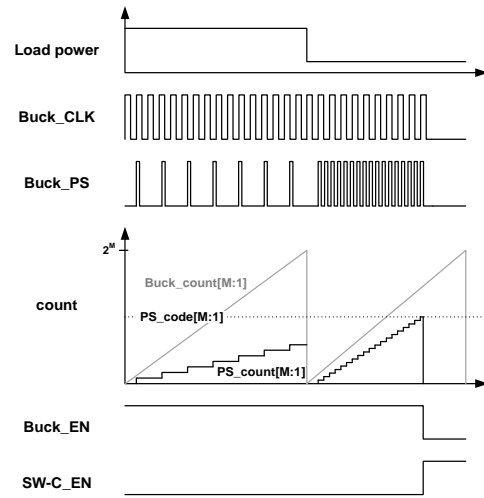 Load power
Buck_CLK
Buck_PS
2^M
Buck_count[M:1]
count
PS_code[M:1]
PS_count[M:1]
Buck_EN
SW-C_EN